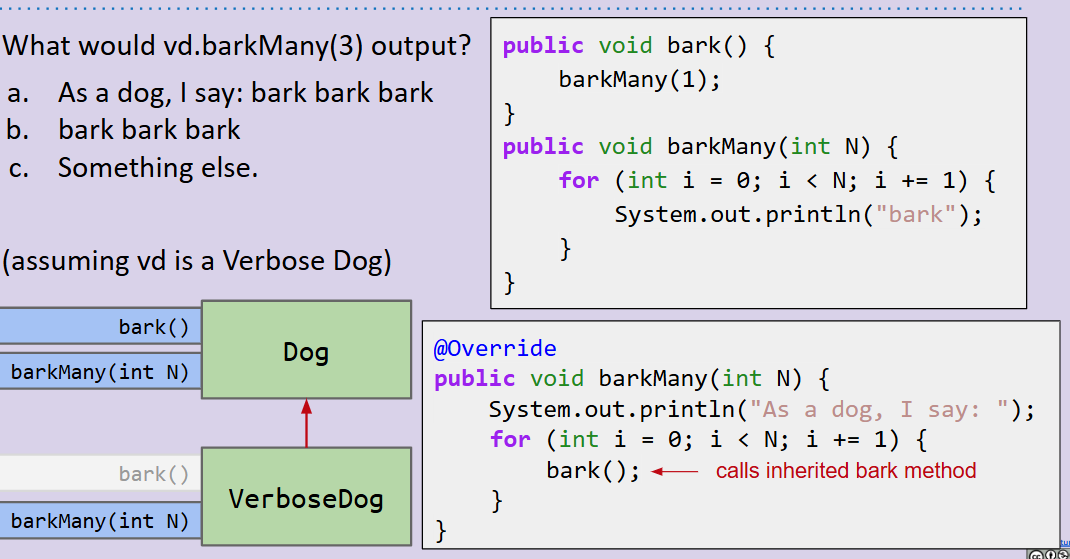 What would vd.barkMany(3) output?
a. As a dog, I say: bark bark bark
b. bark bark bark
c. Something else.
(assuming vd is a Verbose Dog)
public void bark() {
    barkMany(1);
}
public void barkMany(int N) {
    for (int i = 0; i < N; i += 1) {
        System.out.println("bark");
    }
}
bark()
barkMany(int N)
Dog
bark()
barkMany(int N)
VerboseDog
@Override
public void barkMany(int N) {
    System.out.println("As a dog, I say: ");
    for (int i = 0; i < N; i += 1) {
        bark(); calls inherited bark method
    }
}